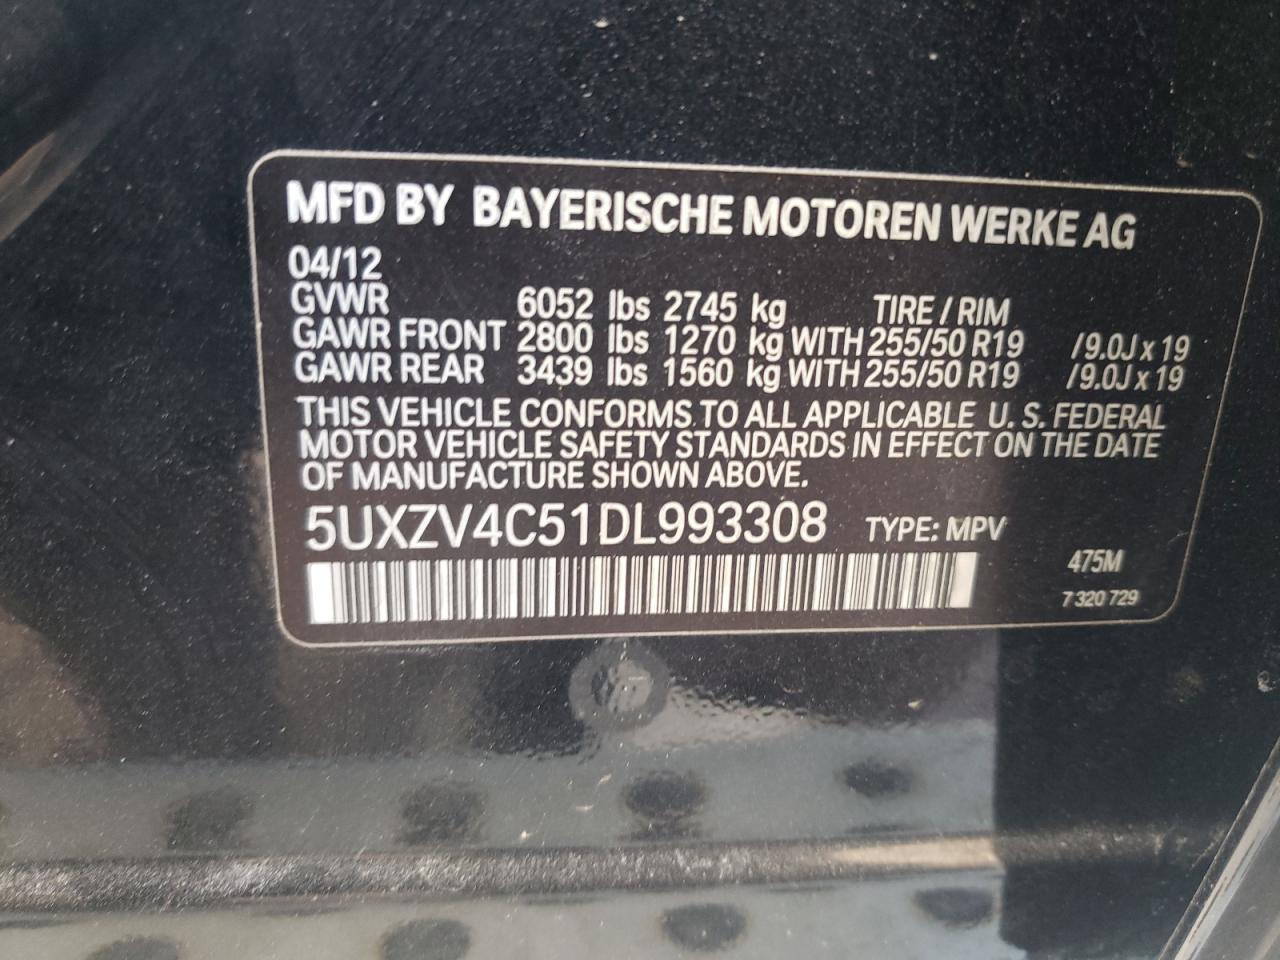 MFD BY BAYERISCHE MOTOREN WERKE AG
04/12
GVWR 6052 lbs 2745 kg TIRE / RIM
GAWR FRONT 2800 lbs 1270 kg WITH 255/50 R19 /9.0J x 19
GAWR REAR 3439 lbs 1560 kg WITH 255/50 R19 /9.0J x 19
THIS VEHICLE CONFORMS TO ALL APPLICABLE U. S. FEDERAL
MOTOR VEHICLE SAFETY STANDARDS IN EFFECT ON THE DATE
OF MANUFACTURE SHOWN ABOVE.
5UXZV4C51DL993308 TYPE: MPV
475M
7 320 729